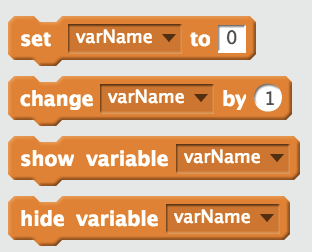 set varName to 0
change varName by 1
show variable varName
hide variable varName